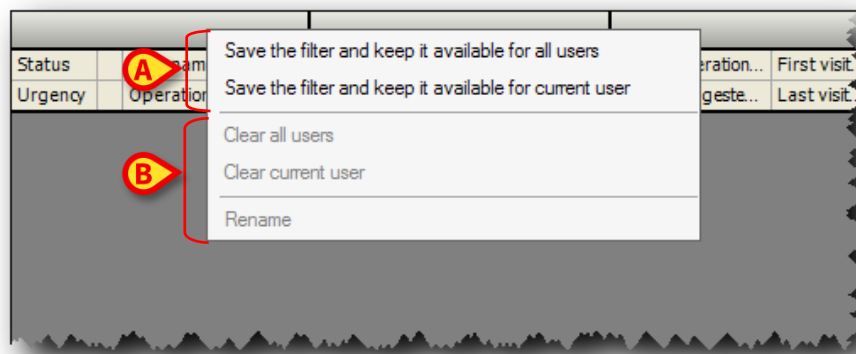 Save the filter and keep it available for all users
Status A am eration... First visit.
Save the filter and keep it available for current user
Urgency Operation geste... Last visit.
Clear all users
B Clear current user
Rename